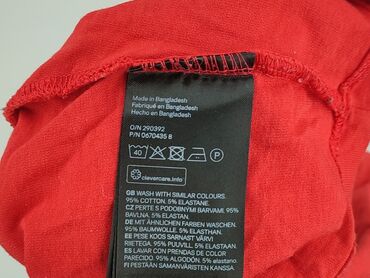 Made in Bangladesh
Fabriqué en Bangladesh
Hecho en Bangladesh
O/N 290392
P/N 0670435 B
40
P
clevercare.info
GB WASH WITH SIMILAR COLOURS.
95% COTTON. 5% ELASTANE.
CZ PERTE S PODOBNÝMI BARVAMI. 95%
BAVLNA. 5% ELASTAN.
DE MIT ÄHNLICHEN FARBEN WASCHEN.
95% BAUMWOLLE. 5% ELASTHAN.
EE PESE KOOS SARNAST VÄRVI
RIETEGA. 95% PUUVILL. 5% ELASTAAN.
ES LAVAR CON PRENDAS DE COLOR
PARECIDO. 95% ALGODÓN. 5% elastano
FI PESTÄÄN SAMANVÄRISTEN KANSSA.